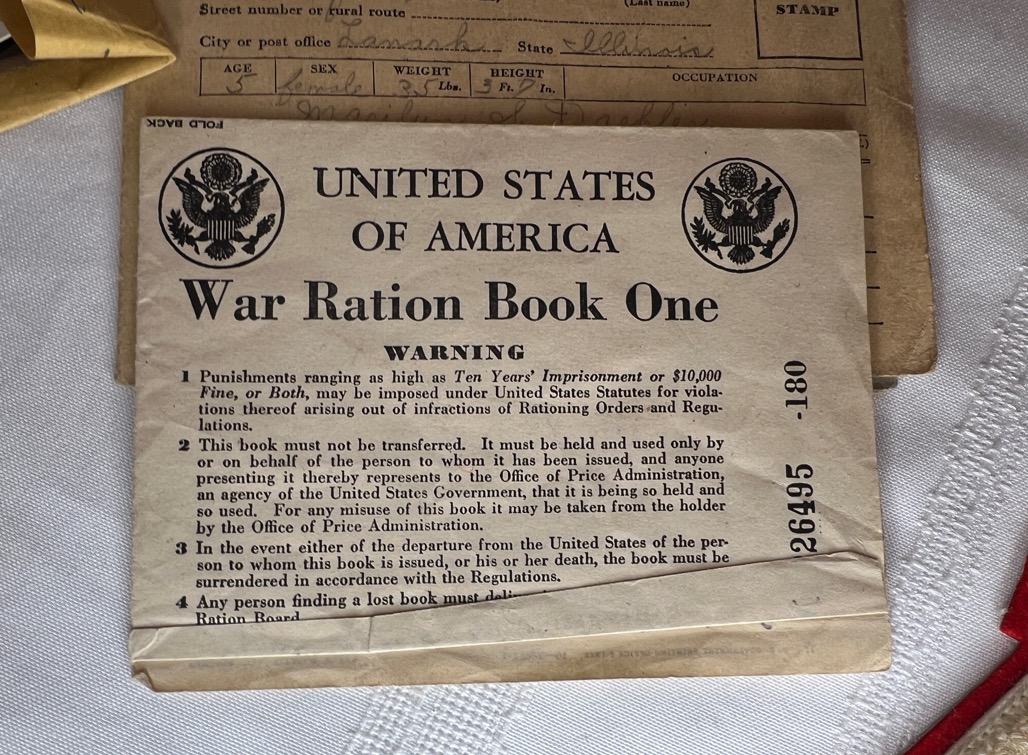 (Last name)
STAMP
Street number or rural route
City or post office Lanark State Illinois
AGE SEX WEIGHT HEIGHT OCCUPATION
5 female 35 Lbs. 3 Ft. 7 In.
FOLD BACK
UNITED STATES
OF AMERICA
War Ration Book One
WARNING
1 Punishments ranging as high as Ten Years' Imprisonment or $10,000
Fine, or Both, may be imposed under United States Statutes for viola-
tions thereof arising out of infractions of Rationing Orders and Regu-
lations.
2 This book must not be transferred. It must be held and used only by
or on behalf of the person to whom it has been issued, and anyone
presenting it thereby represents to the Office of Price Administration,
an agency of the United States Government, that it is being so held and
so used. For any misuse of this book it may be taken from the holder
by the Office of Price Administration.
3 In the event either of the departure from the United States of the per-
son to whom this book is issued, or his or her death, the book must be
surrendered in accordance with the Regulations.
4 Any person finding a lost book must
Ration Board
26495 -180